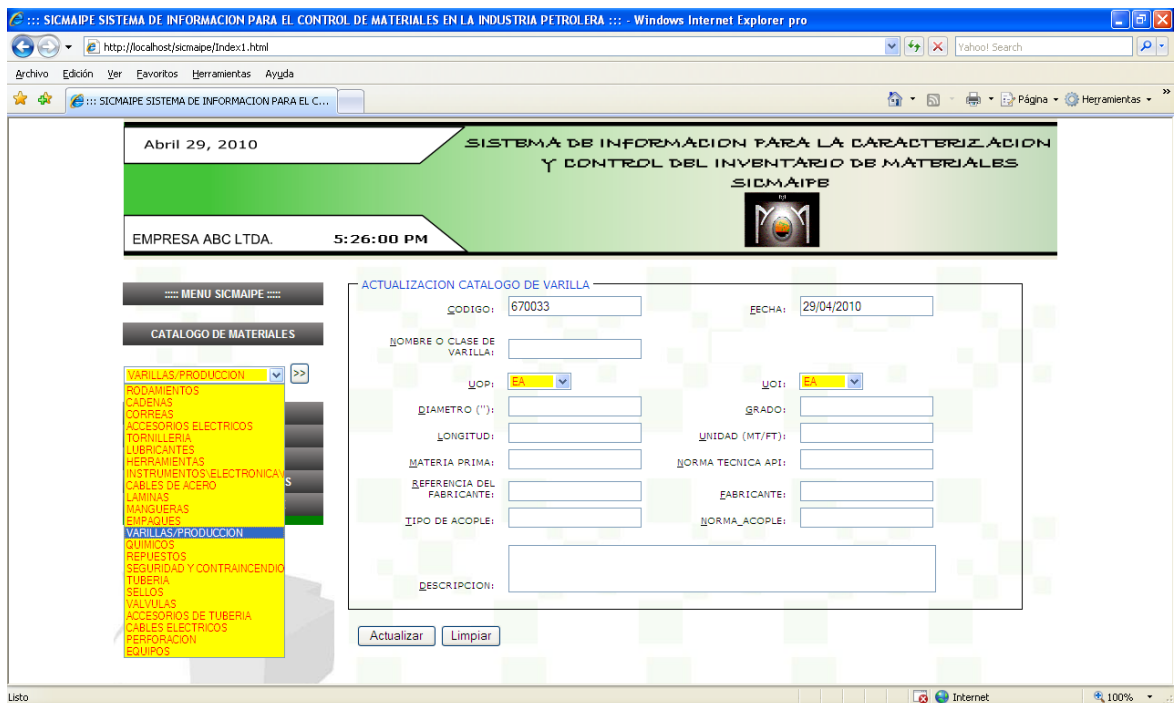 ::: SICMAIPE SISTEMA DE INFORMACION PARA EL CONTROL DE MATERIALES EN LA INDUSTRIA PETROLERA ::: - Windows Internet Explorer pro
http://localhost/sicmaipe/Index1.html
Yahoo! Search
Archivo Edición Ver Favoritos Herramientas Ayuda
::: SICMAIPE SISTEMA DE INFORMACION PARA EL C...
Página Herramientas »
Abril 29, 2010
SISTEMA DE INFORMACION PARA LA CARACTERIZACION
Y CONTROL DEL INVENTARIO DE MATERIALES
SICMAIPE
EMPRESA ABC LTDA. 5:26:00 PM
::::: MENU SICMAIPE :::::
CATALOGO DE MATERIALES
VARILLAS/PRODUCCION >>
RODAMIENTOS
CADENAS
CORREAS
ACCESORIOS ELECTRICOS
TORNILLERIA
LUBRICANTES
HERRAMIENTAS
INSTRUMENTOS\ELECTRONICA\
S
CABLES DE ACERO
LAMINAS
MANGUERAS
EMPAQUES
VARILLAS/PRODUCCION
QUIMICOS
REPUESTOS
SEGURIDAD Y CONTRAINCENDIO
TUBERIA
SELLOS
VALVULAS
ACCESORIOS DE TUBERIA
CABLES ELECTRICOS
PERFORACION
EQUIPOS
ACTUALIZACION CATALOGO DE VARILLA
CODIGO: 670033 FECHA: 29/04/2010
NOMBRE O CLASE DE
VARILLA:
UOP: EA UOI: EA
DIAMETRO ("): GRADO:
LONGITUD: UNIDAD (MT/FT):
MATERIA PRIMA: NORMA TECNICA API:
REFERENCIA DEL
FABRICANTE: FABRICANTE:
TIPO DE ACOPLE: NORMA_ACOPLE:
DESCRIPCION:
Actualizar Limpiar
Listo Internet 100%